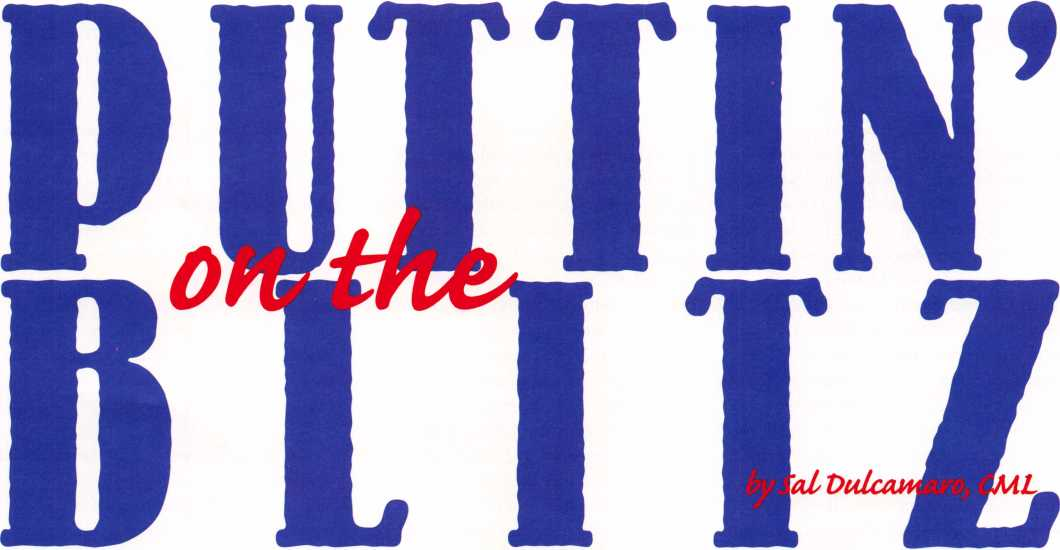 PUTTIN'
on the
BLITZ
by Sal Dulcamaro, CML